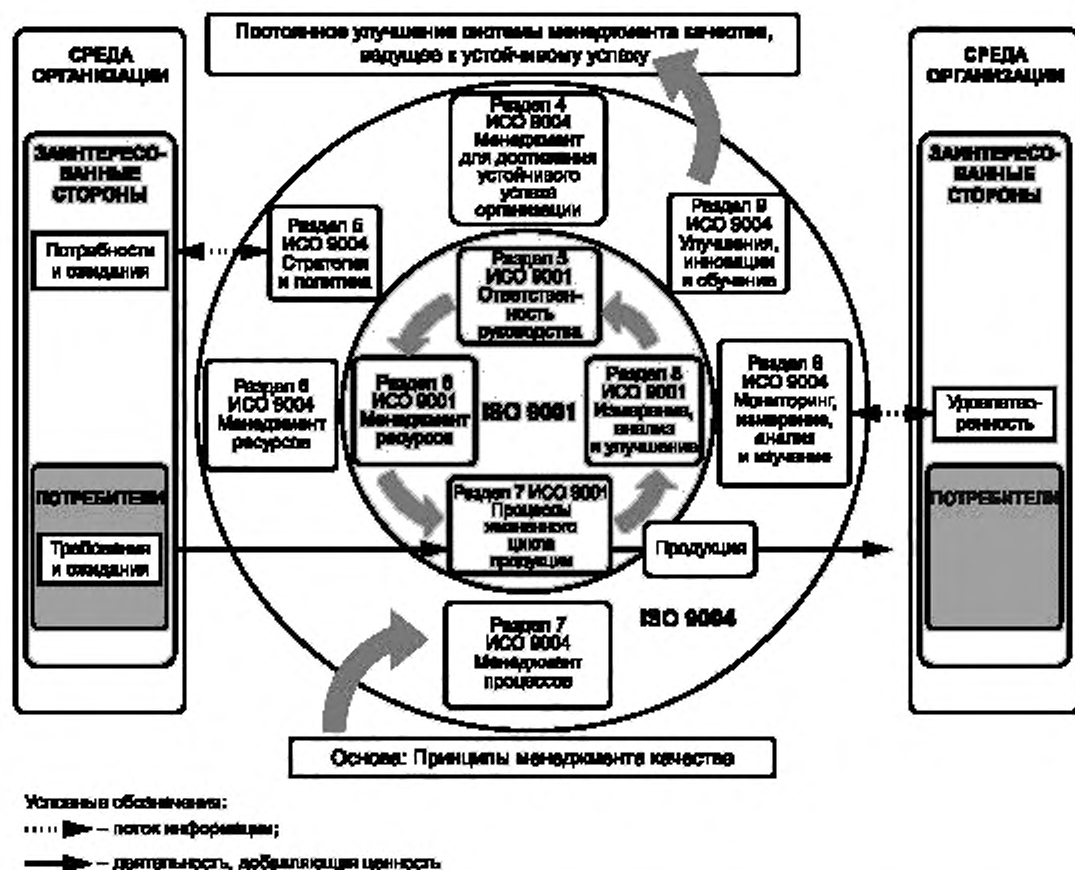 Постоянное улучшение системы менеджмента качества,
ведущее к устойчивому успеху
СРЕДА
ОРГАНИЗАЦИИ
ЗАИНТЕРЕСО-
ВАННЫЕ
СТОРОНЫ
Потребности
и ожидания
ПОТРЕБИТЕЛИ
Требования
и ожидания
Раздел 4
ИСО 9004
Менеджмент
для достижения
устойчивого
успеха
организации
Раздел 5
ИСО 9004
Стратегия
и политика
Раздел 9
ИСО 9004
Улучшения,
инновации
и обучение
Раздел 5
ИСО 9001
Ответствен-
ность
руководства
Раздел 6
ИСО 9004
Менеджмент
ресурсов
Раздел 6
ИСО 9001
Менеджмент
ресурсов
ISO 9001
Раздел 8
ИСО 9001
Измерение,
анализ
и улучшение
Раздел 8
ИСО 9004
Мониторинг,
измерение,
анализ
и изучение
Раздел 7 ИСО 9001
Процессы
жизненного
цикла
продукции
Продукция
ISO 9004
Раздел 7
ИСО 9004
Менеджмент
процессов
СРЕДА
ОРГАНИЗАЦИИ
ЗАИНТЕРЕСО-
ВАННЫЕ
СТОРОНЫ
Удовлетво-
ренность
ПОТРЕБИТЕЛИ
Основа: Принципы менеджмента качества
Условные обозначения:
– поток информации;
– деятельность, добавляющая ценность